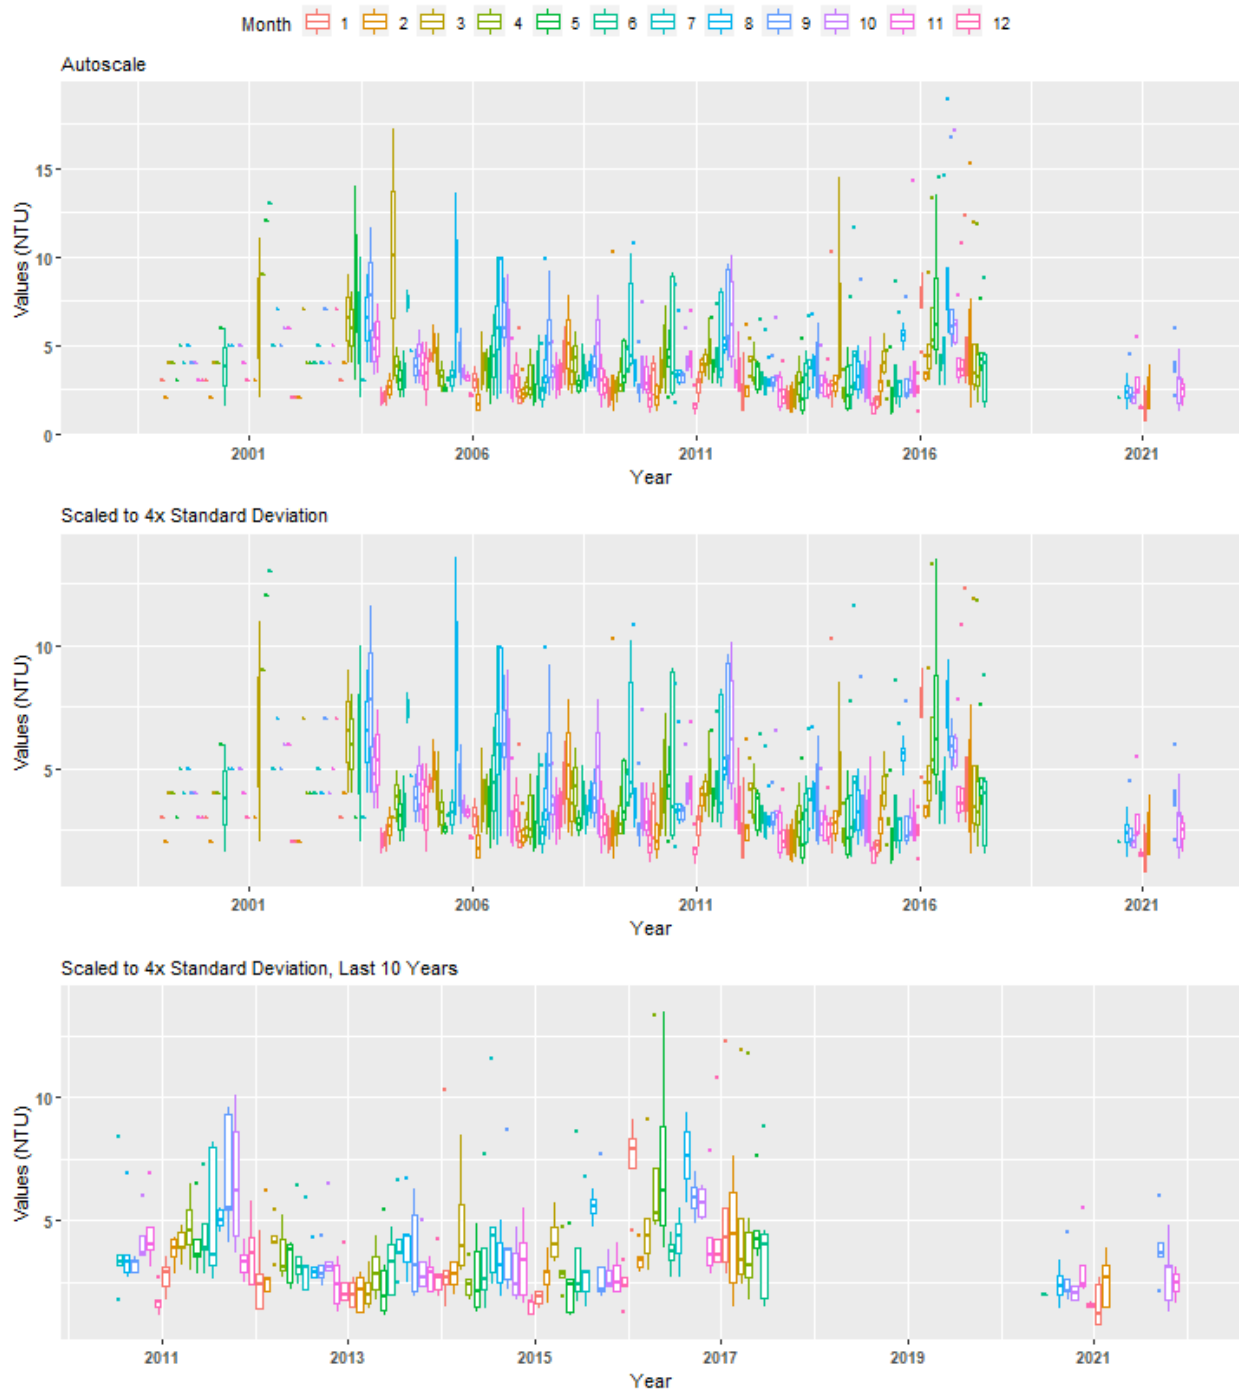 Month 1 2 3 4 5 6 7 8 9 10 11 12
Autoscale
Values (NTU)
15
10
5
0
2001 2006 2011 2016 2021
Year
Scaled to 4x Standard Deviation
Values (NTU)
10
5
2001 2006 2011 2016 2021
Year
Scaled to 4x Standard Deviation, Last 10 Years
Values (NTU)
10
5
2011 2013 2015 2017 2019 2021
Year